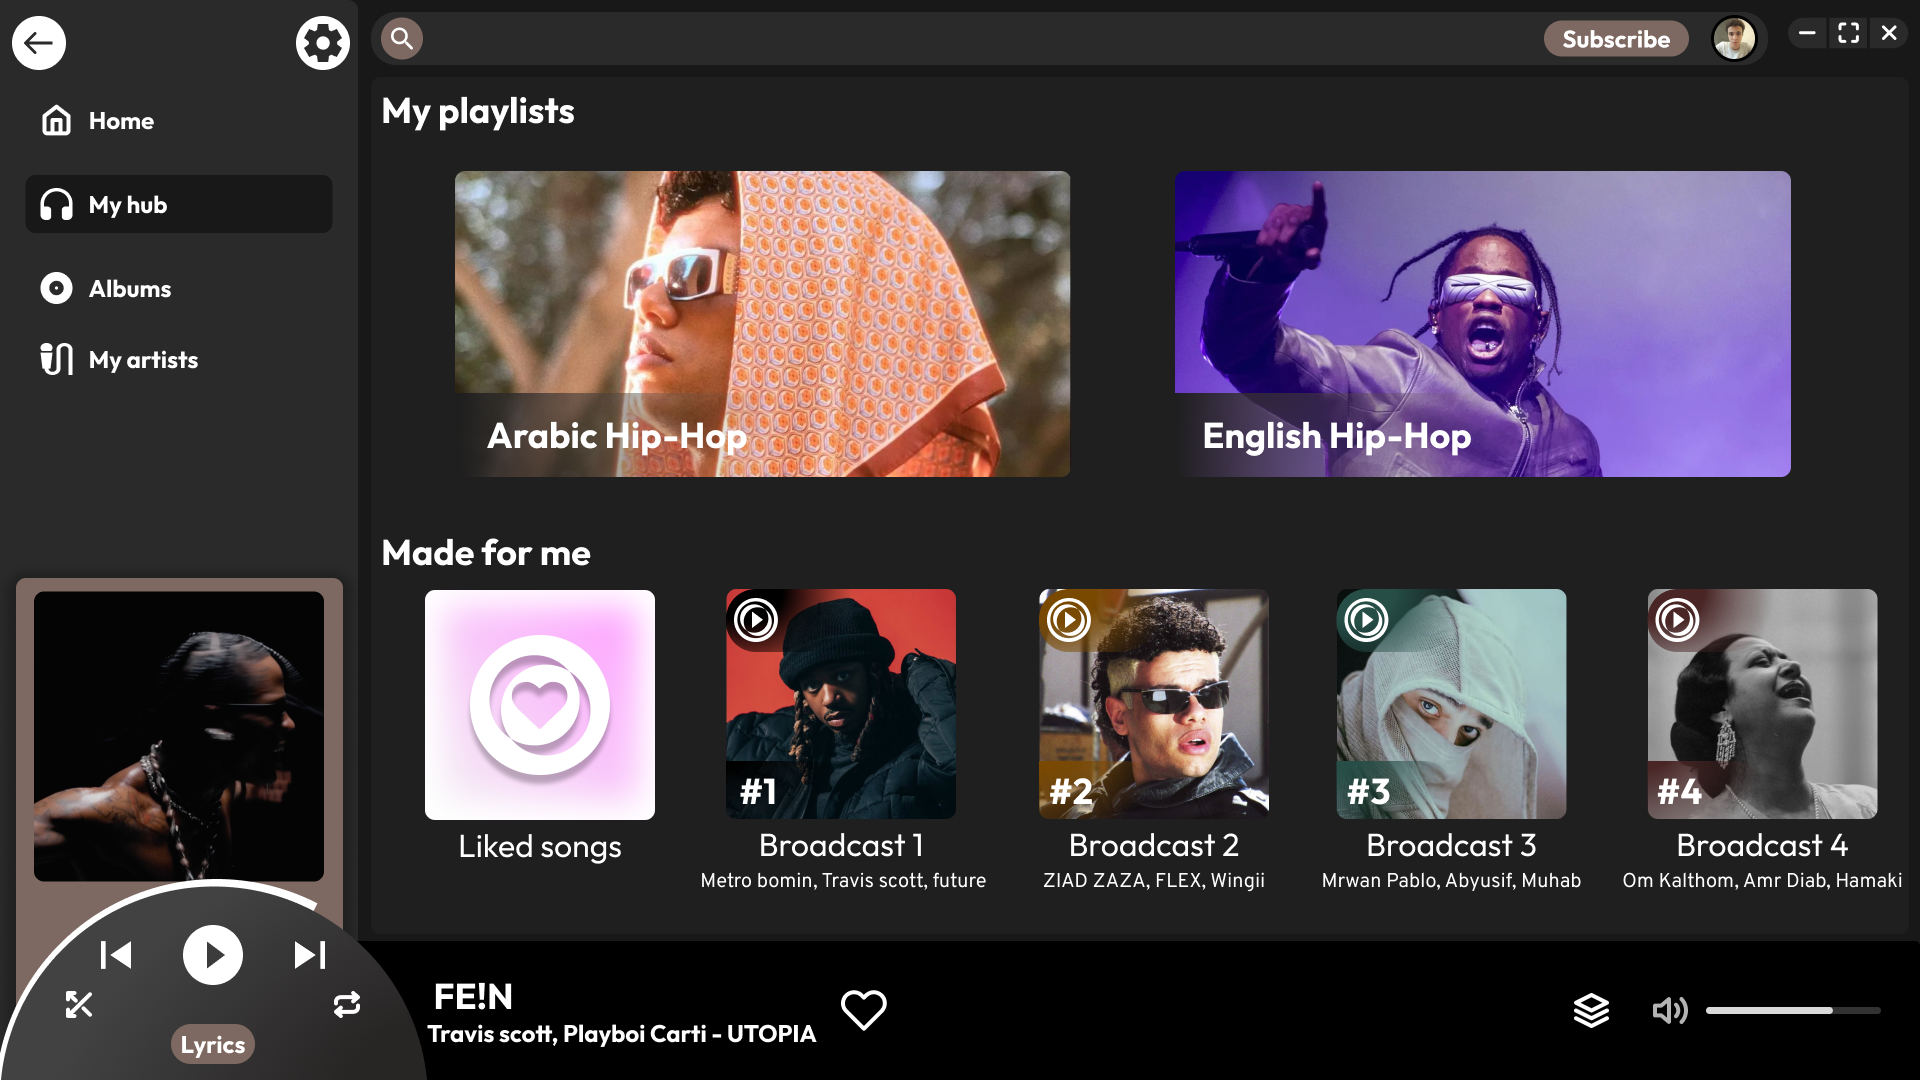 Subscribe
Home
My hub
Albums
My artists
My playlists
Arabic Hip-Hop
English Hip-Hop
Made for me
#1
#2
#3
#4
Liked songs
Broadcast 1
Broadcast 2
Broadcast 3
Broadcast 4
Metro bomin, Travis scott, future
ZIAD ZAZA, FLEX, Wingii
Mrwan Pablo, Abyusif, Muhab
Om Kalthom, Amr Diab, Hamaki
Lyrics
FE!N
Travis scott, Playboi Carti - UTOPIA